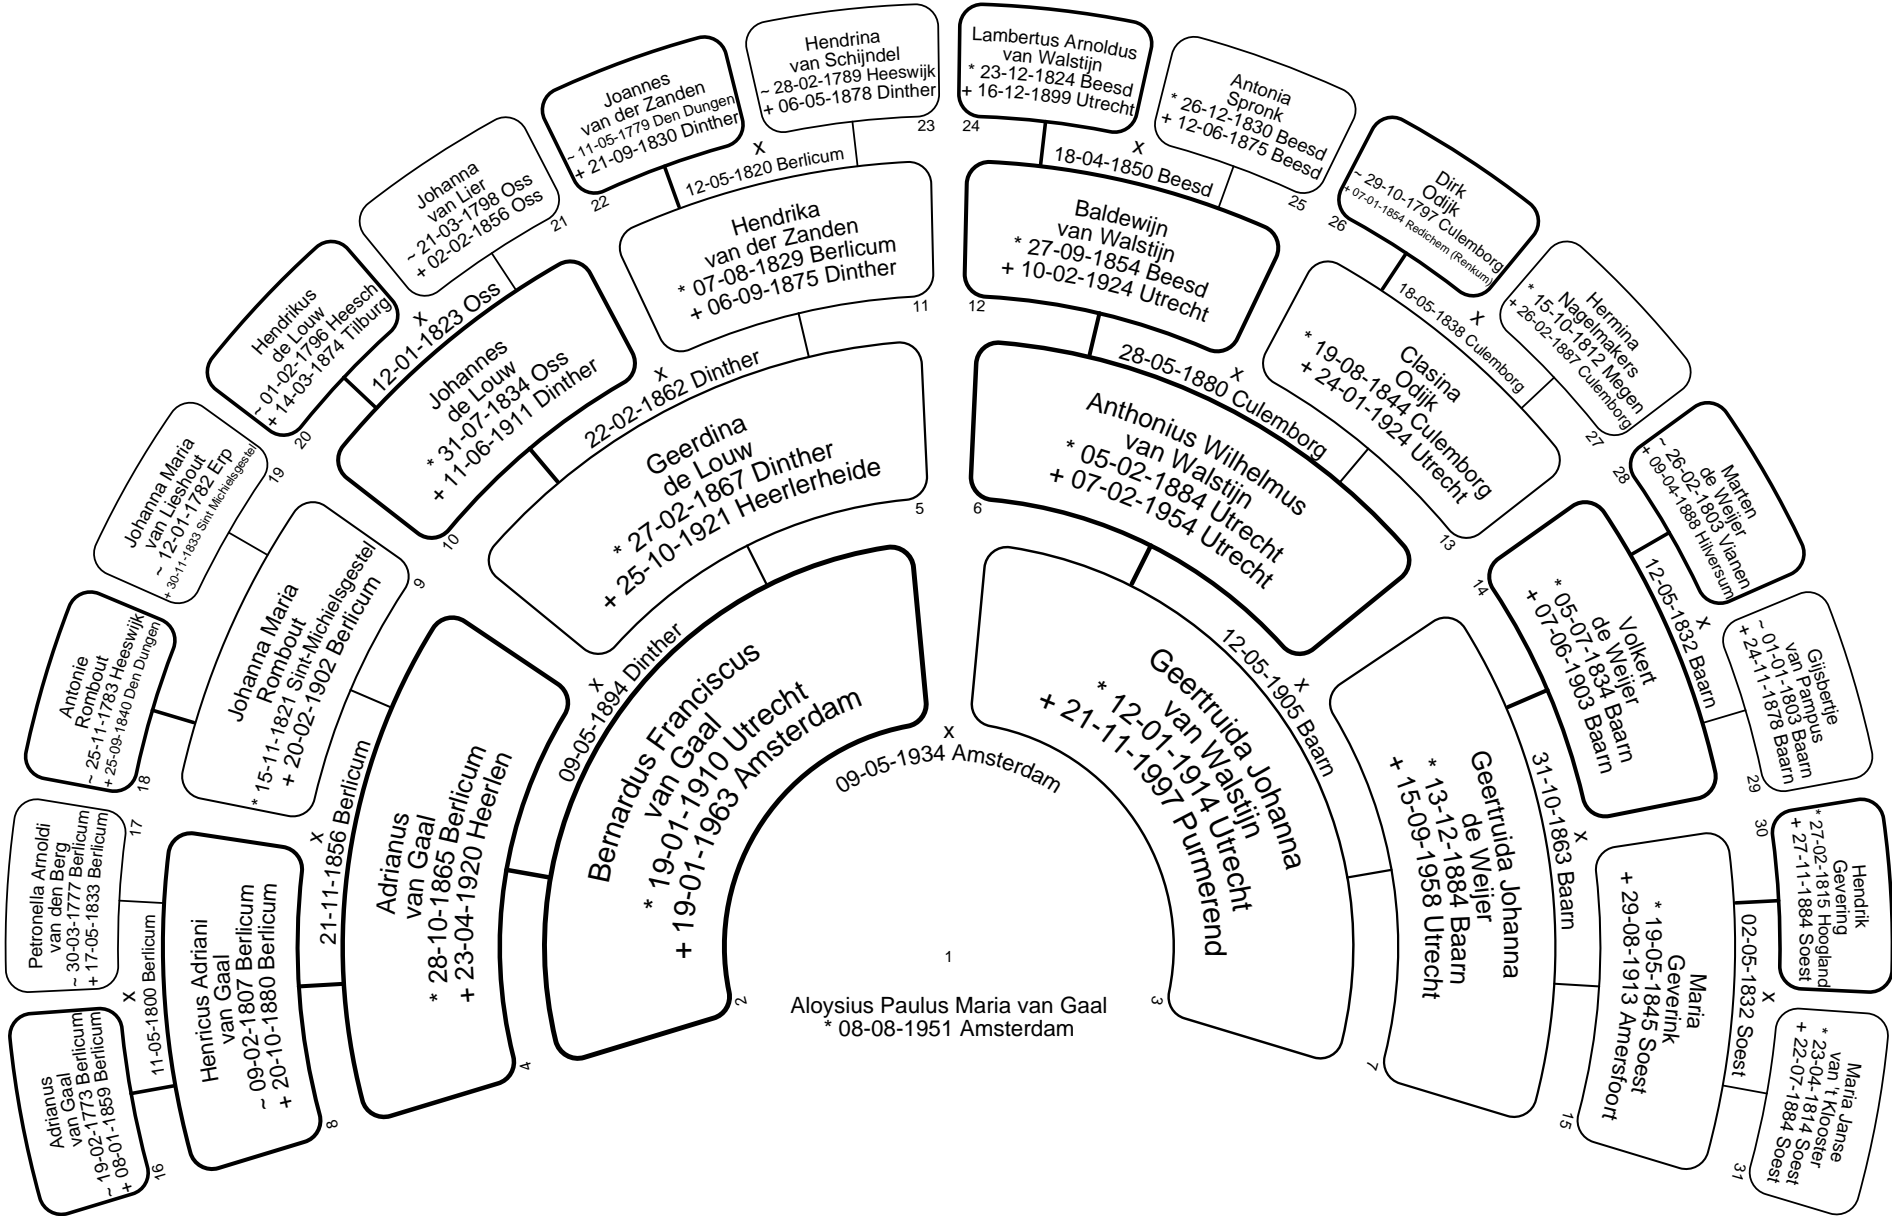 1
Aloysius Paulus Maria van Gaal
* 08-08-1951 Amsterdam
x
09-05-1934 Amsterdam
2
Bernardus Franciscus
van Gaal
* 19-01-1910 Utrecht
+ 19-01-1963 Amsterdam
3
Geertruida Johanna
van Walstijn
* 12-01-1914 Utrecht
+ 21-11-1997 Purmerend
x
09-05-1894 Dinther
4
Adrianus
van Gaal
* 28-10-1865 Berlicum
+ 23-04-1920 Heerlen
5
Geerdina
de Louw
* 27-02-1867 Dinther
+ 25-10-1921 Heerlerheide
x
12-05-1905 Baarn
6
Anthonius Wilhelmus
van Walstijn
* 05-02-1884 Utrecht
+ 07-02-1954 Utrecht
7
Geertruida Johanna
de Weijer
* 13-12-1884 Baarn
+ 15-09-1958 Utrecht
x
21-11-1856 Berlicum
8
Henricus Adriani
van Gaal
~ 09-02-1807 Berlicum
+ 20-10-1880 Berlicum
9
Johanna Maria
Rombout
* 15-11-1821 Sint-Michielsgestel
+ 20-02-1902 Berlicum
x
22-02-1862 Dinther
10
Johannes
de Louw
* 31-07-1834 Oss
+ 11-06-1911 Dinther
11
Hendrika
van der Zanden
* 07-08-1829 Berlicum
+ 06-09-1875 Dinther
x
28-05-1880 Culemborg
12
Baldewijn
van Walstijn
* 27-09-1854 Beesd
+ 10-02-1924 Utrecht
13
Clasina
Odijk
* 19-08-1844 Culemborg
+ 24-01-1924 Utrecht
x
31-10-1863 Baarn
14
Volkert
de Weijer
* 05-07-1834 Baarn
+ 07-06-1903 Baarn
15
Maria
Geverink
* 19-05-1845 Soest
+ 29-08-1913 Amersfoort
x
11-05-1800 Berlicum
16
Adrianus
van Gaal
~ 19-02-1773 Berlicum
+ 08-01-1859 Berlicum
17
Petronella Arnoldi
van den Berg
~ 30-03-1777 Berlicum
+ 17-05-1833 Berlicum
18
Antonie
Rombout
~ 25-11-1783 Heeswijk
+ 25-09-1840 Den Dungen
19
Johanna Maria
van Lieshout
~ 12-01-1782 Erp
+ 30-11-1833 Sint Michielsgestel
x
12-01-1823 Oss
20
Hendrikus
de Louw
~ 01-02-1796 Heesch
+ 14-03-1874 Tilburg
21
Johanna
van Lier
~ 21-03-1798 Oss
+ 02-02-1856 Oss
x
12-05-1820 Berlicum
22
Joannes
van der Zanden
~ 11-05-1779 Den Dungen
+ 21-09-1830 Dinther
23
Hendrina
van Schijndel
~ 28-02-1789 Heeswijk
+ 06-05-1878 Dinther
x
18-04-1850 Beesd
24
Lambertus Arnoldus
van Walstijn
* 23-12-1824 Beesd
+ 16-12-1899 Utrecht
25
Antonia
Spronk
* 26-12-1830 Beesd
+ 12-06-1875 Beesd
x
18-05-1838 Culemborg
26
Dirk
Odijk
~ 29-10-1797 Culemborg
+ 07-01-1854 Redichem (Renkum)
27
Hermina
Nagelmakers
* 15-10-1812 Megen
+ 26-02-1887 Culemborg
x
12-05-1832 Baarn
28
Marten
de Weijer
~ 26-02-1803 Vianen
+ 09-04-1888 Hilversum
29
Gijsbertje
van Pampus
~ 01-01-1803 Baarn
+ 24-11-1878 Baarn
x
02-05-1832 Soest
30
Hendrik
Gevering
* 27-02-1815 Hoogland
+ 27-11-1884 Soest
31
Maria Janse
van 't Klooster
* 23-04-1814 Soest
+ 22-07-1884 Soest